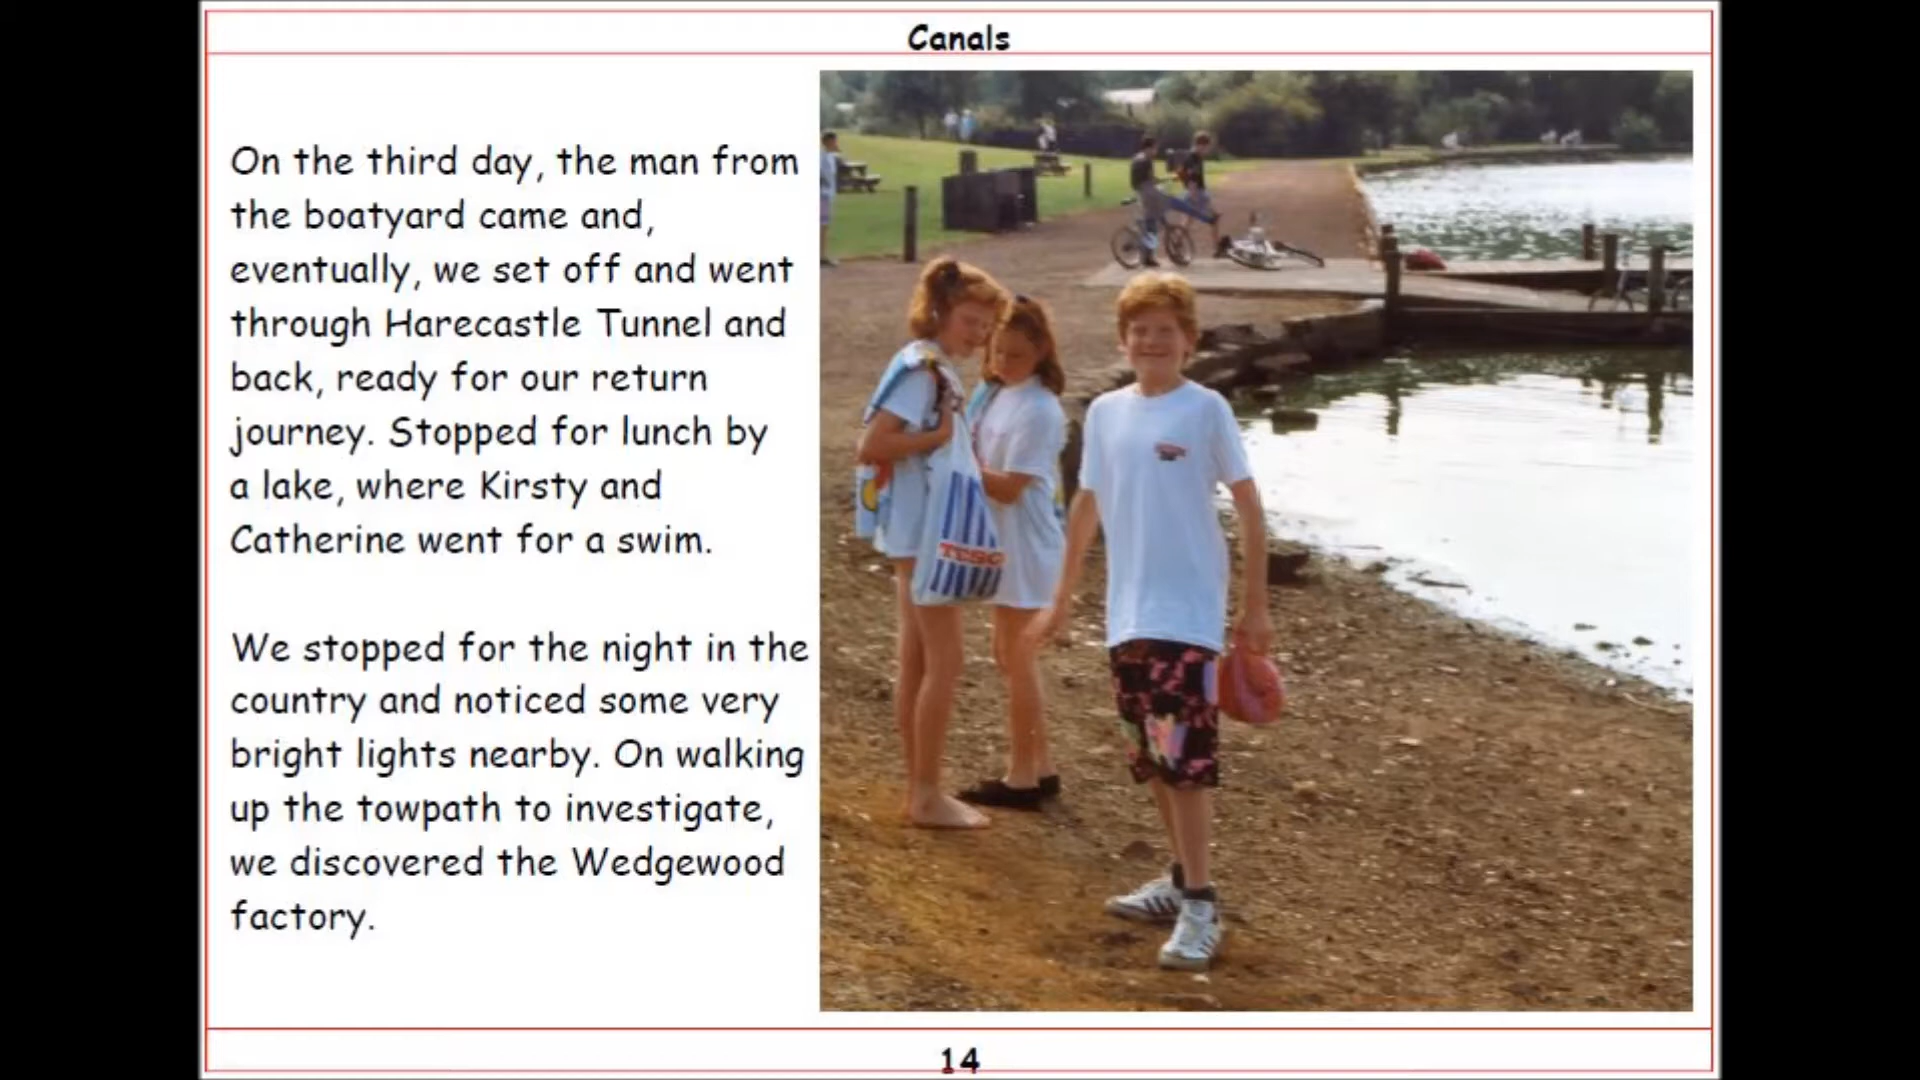 Canals
On the third day, the man from
the boatyard came and,
eventually, we set off and went
through Harecastle Tunnel and
back, ready for our return
journey. Stopped for lunch by
a lake, where Kirsty and
Catherine went for a swim.
We stopped for the night in the
country and noticed some very
bright lights nearby. On walking
up the towpath to investigate,
we discovered the Wedgewood
factory.
TESCO
14